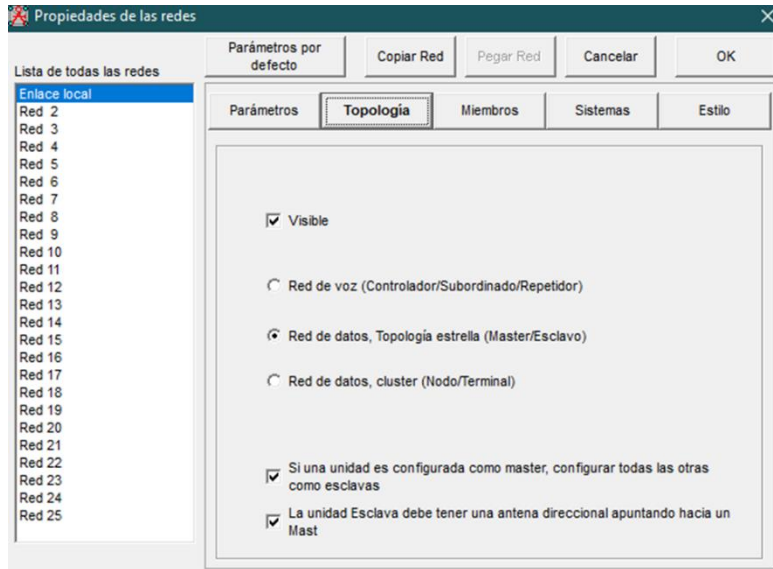 Propiedades de las redes
Lista de todas las redes
Parámetros por
defecto
Copiar Red
Pegar Red
Cancelar
OK
Enlace local
Red 2
Red 3
Red 4
Red 5
Red 6
Red 7
Red 8
Red 9
Red 10
Red 11
Red 12
Red 13
Red 14
Red 15
Red 16
Red 17
Red 18
Red 19
Red 20
Red 21
Red 22
Red 23
Red 24
Red 25
Parámetros
Topología
Miembros
Sistemas
Estilo
Visible
Red de voz (Controlador/Subordinado/Repetidor)
Red de datos, Topología estrella (Master/Esclavo)
Red de datos, cluster (Nodo/Terminal)
Si una unidad es configurada como master, configurar todas las otras
como esclavas
La unidad Esclava debe tener una antena direccional apuntando hacia un
Mast